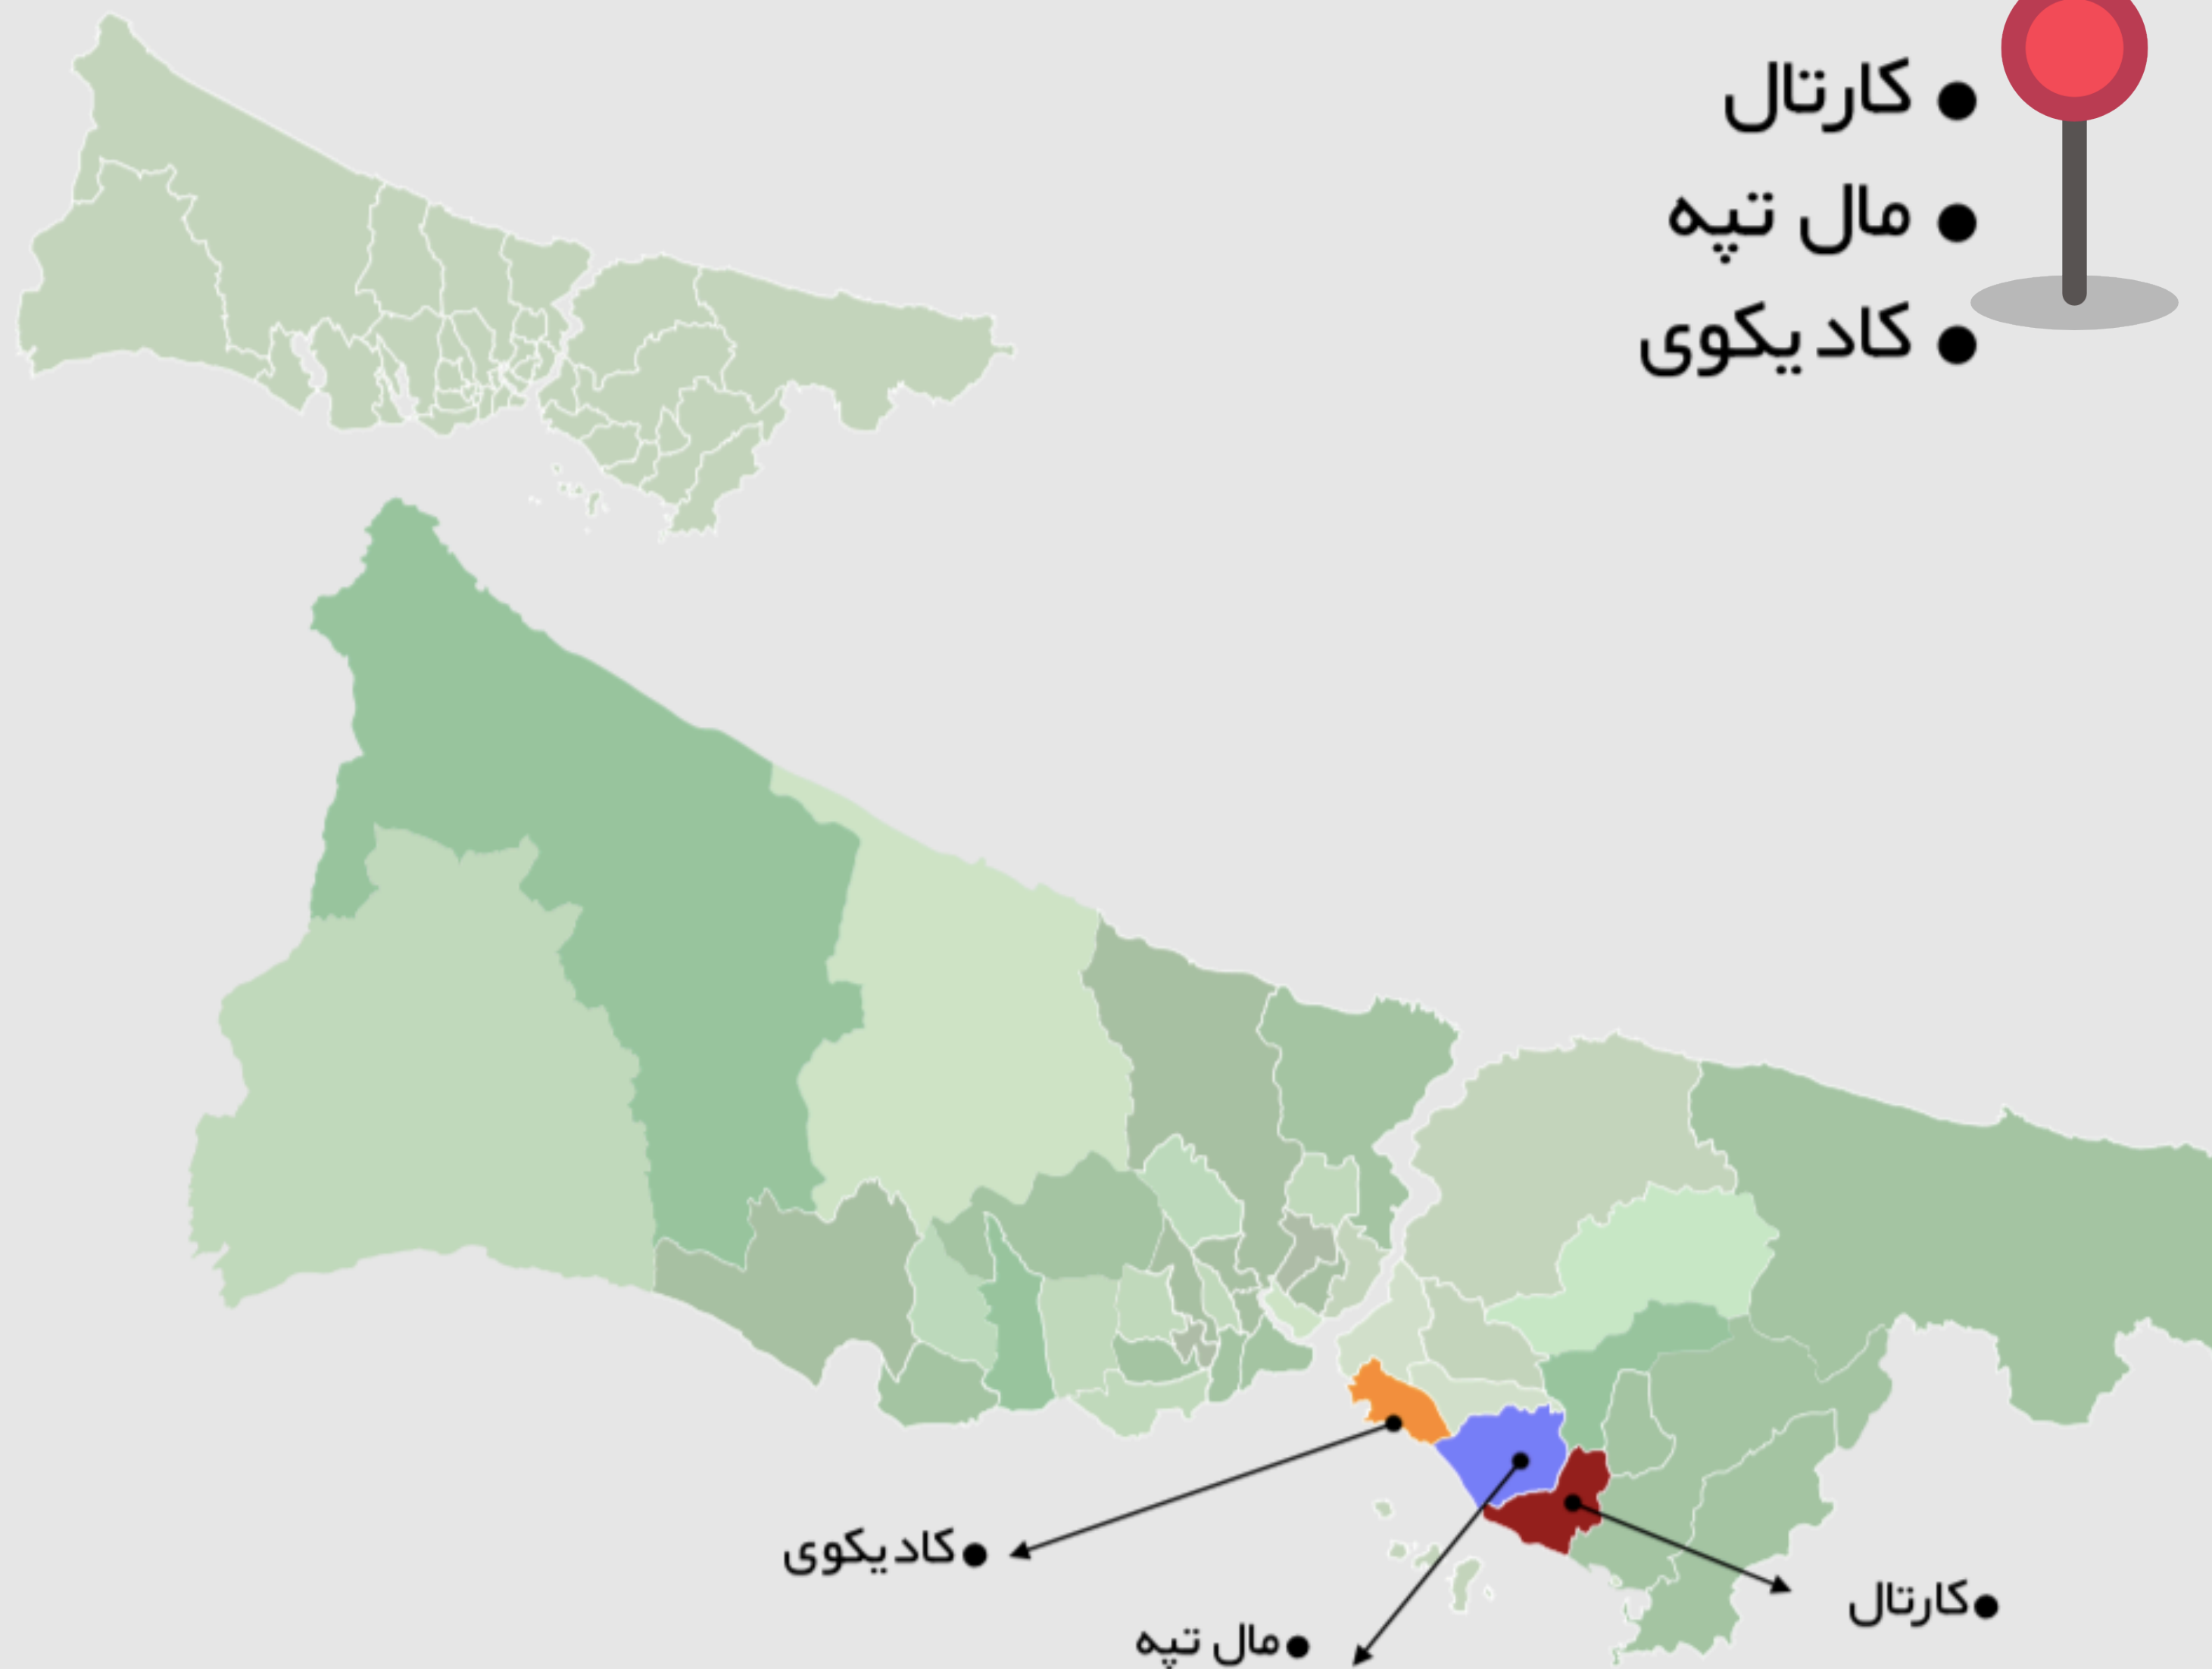 ● کارتال
● مال تپه
● کادیکوی
●کادیکوی
●کارتال
●مال تپه